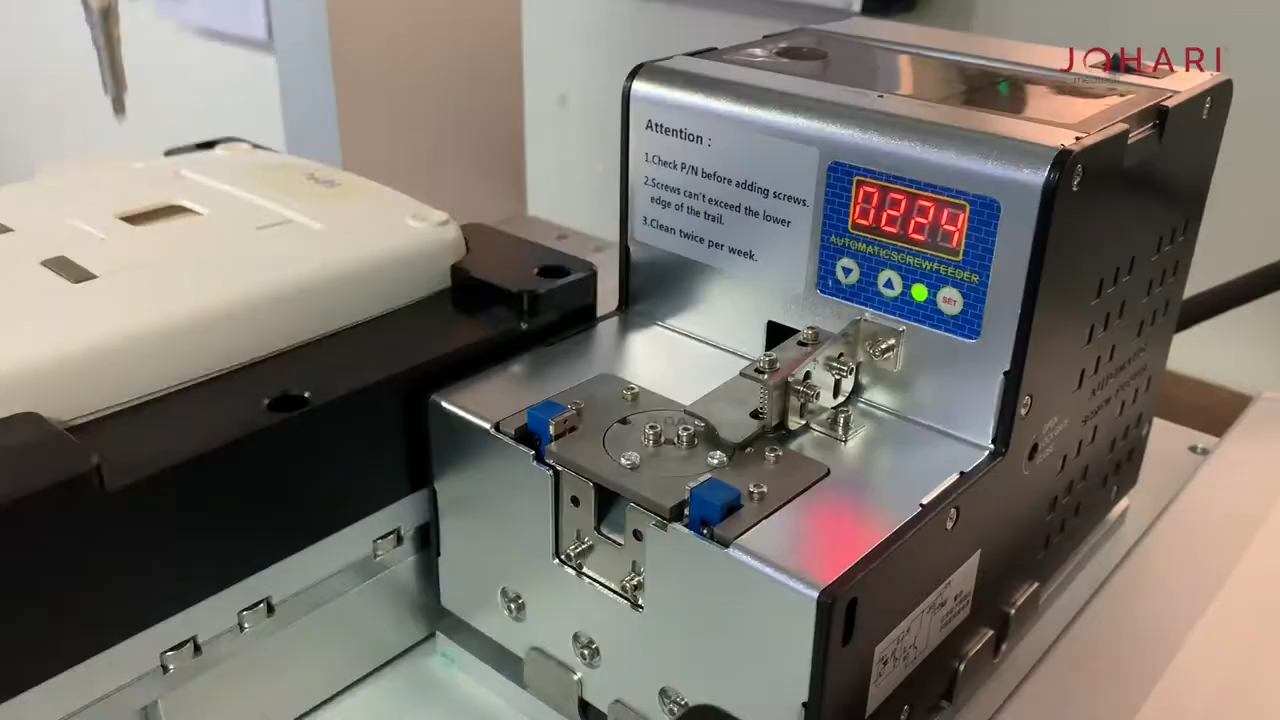 JOHARI
Attention :
1.Check P/N before adding screws.
2.Screws can't exceed the lower
edge of the trail.
3.Clean twice per week.
0224
AUTOMATICSCREWFEEDER
SET